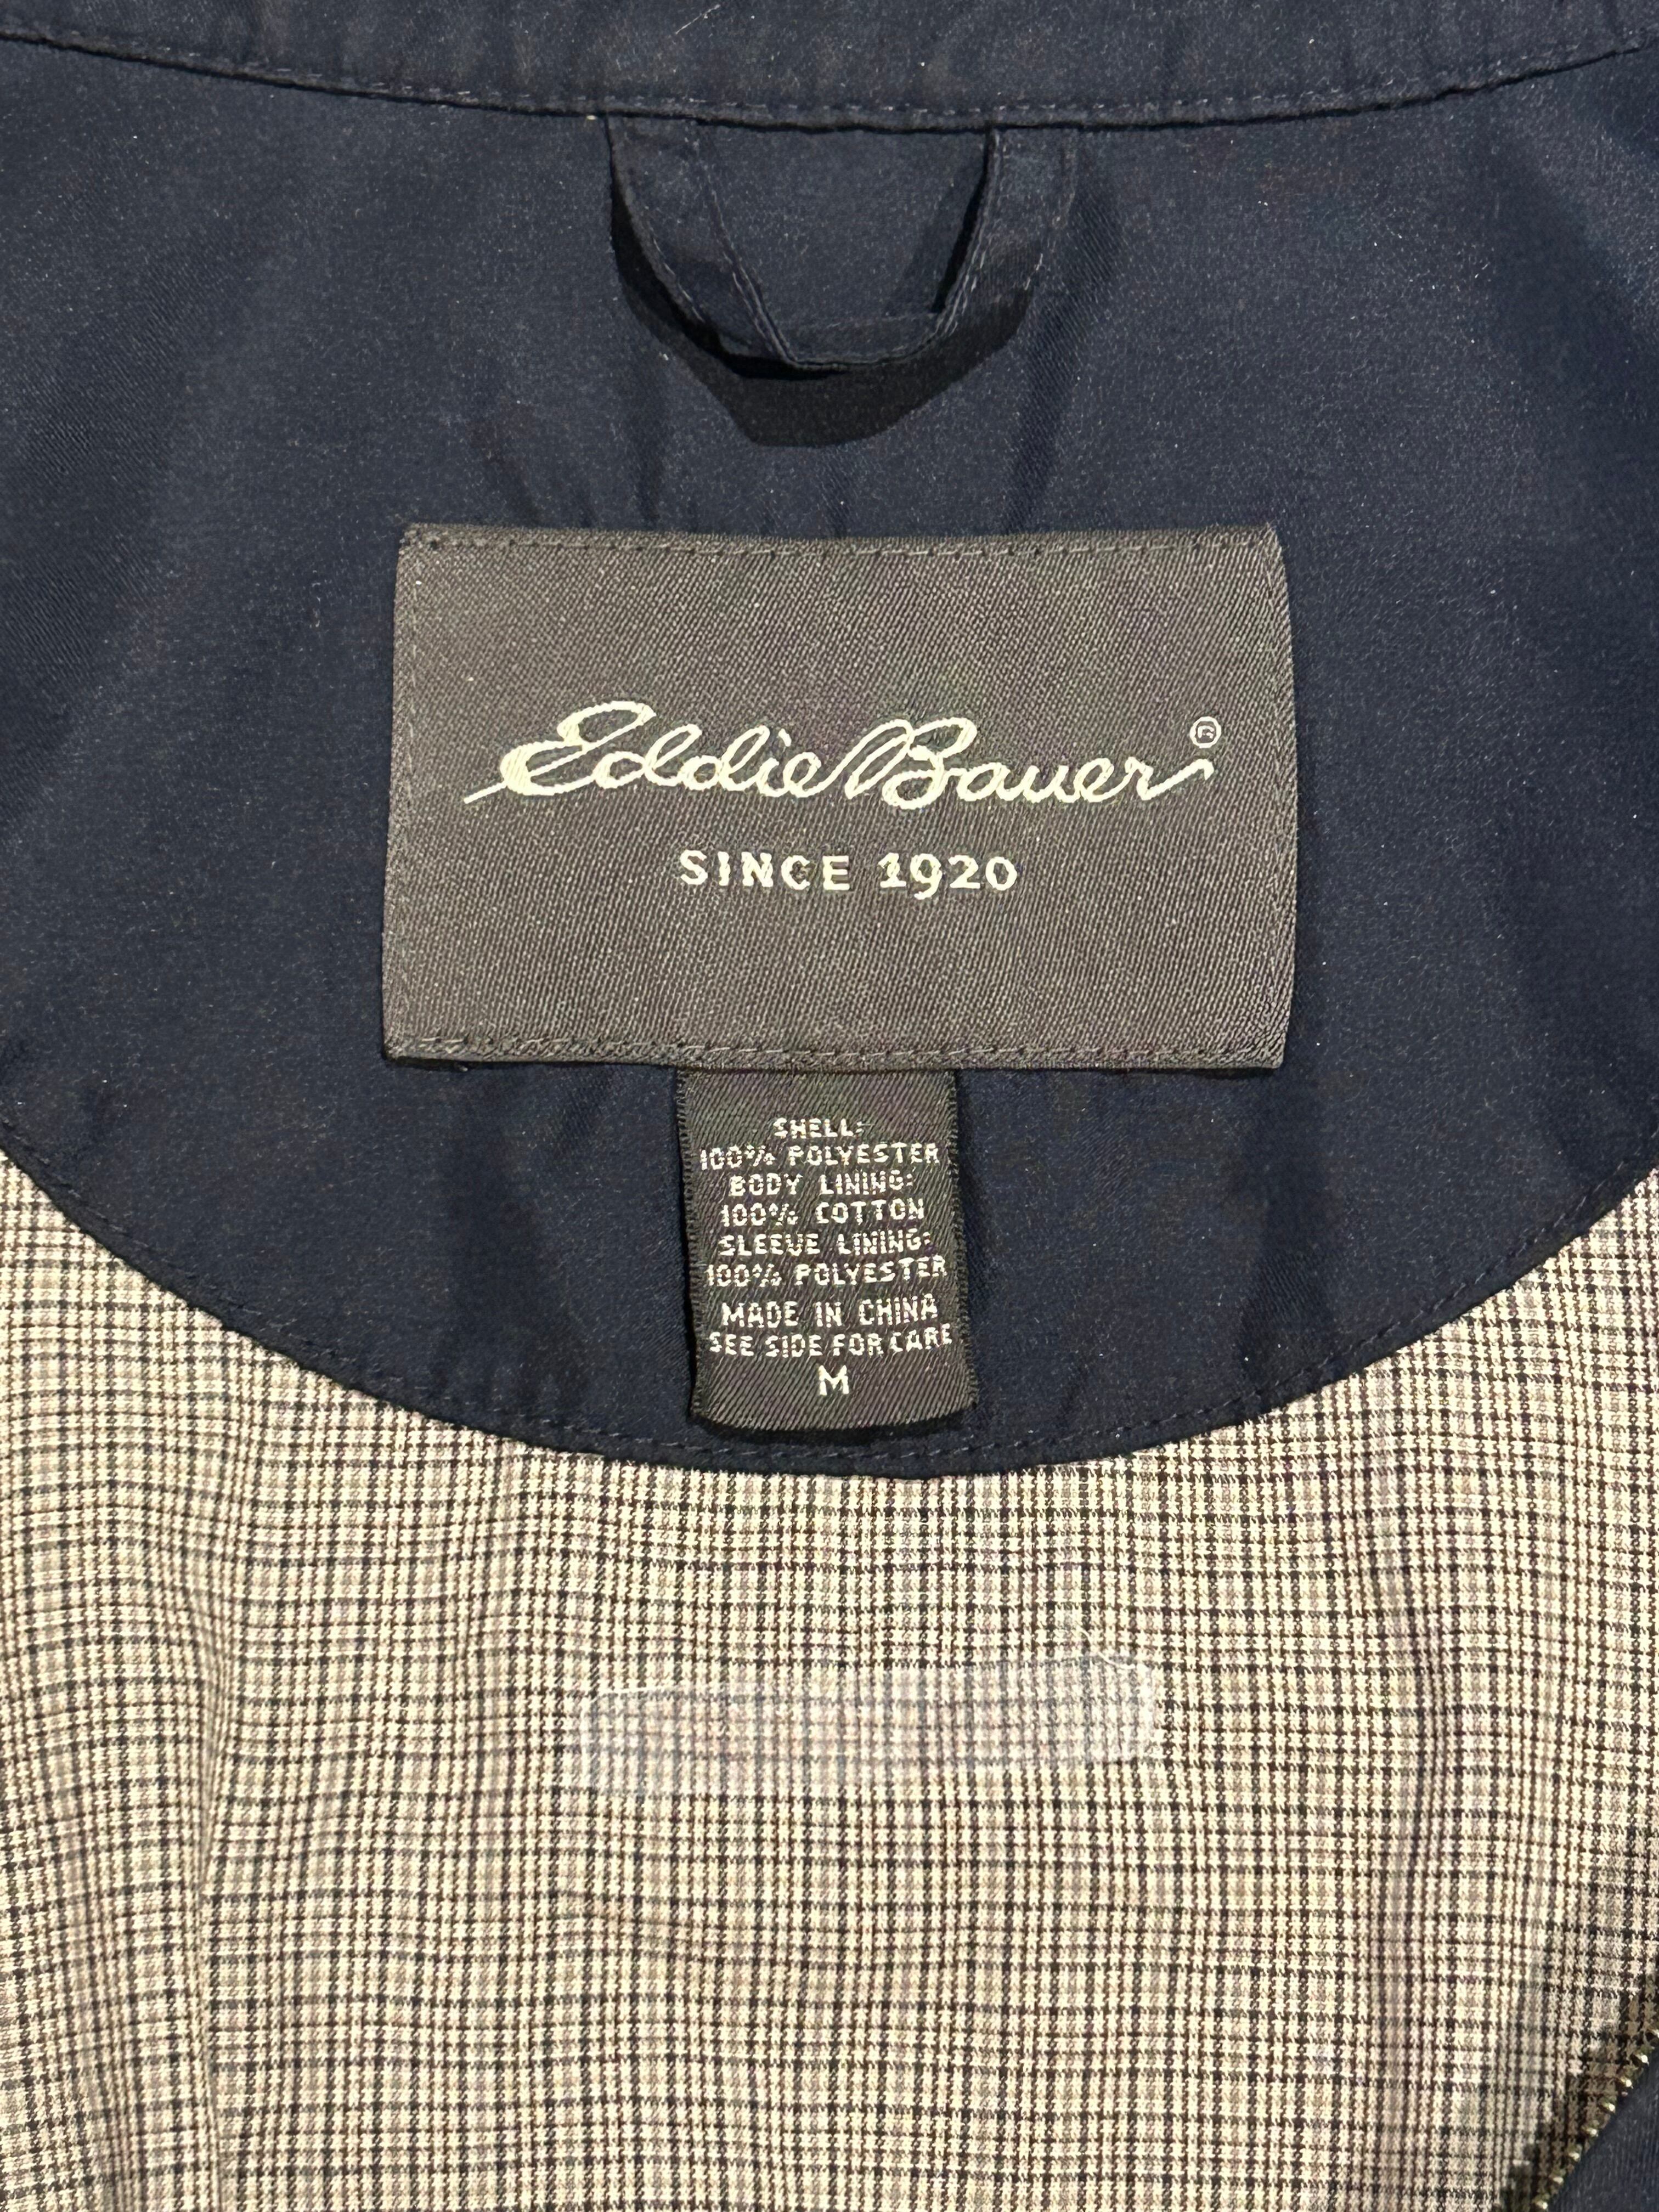 Eddie Bauer®
SINCE 1920
SHELL:
100% POLYESTER
BODY LINING:
100% COTTON
SLEEVE LINING:
100% POLYESTER
MADE IN CHINA
SEE SIDE FOR CARE
M